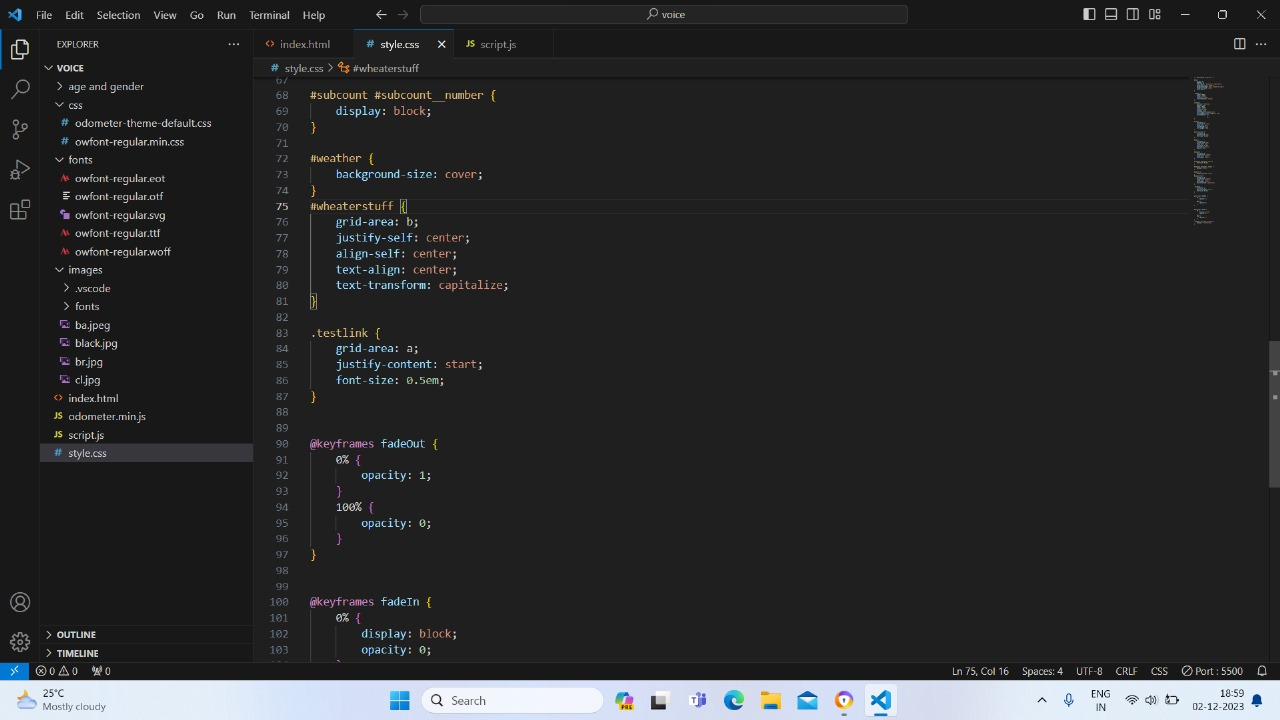 File Edit Selection View Go Run Terminal Help
voice
EXPLORER
VOICE
age and gender
css
odometer-theme-default.css
owfont-regular.min.css
fonts
owfont-regular.eot
owfont-regular.otf
owfont-regular.svg
owfont-regular.ttf
owfont-regular.woff
images
.vscode
fonts
ba.jpeg
black.jpg
br.jpg
cl.jpg
index.html
JS odometer.min.js
JS script.js
# style.css
OUTLINE
TIMELINE
index.html # style.css JS script.js
# style.css > #wheaterstuff
67
68 #subcount #subcount__number {
69 display: block;
70 }
71
72 #weather {
73 background-size: cover;
74 }
75 #wheaterstuff {
76 grid-area: b;
77 justify-self: center;
78 align-self: center;
79 text-align: center;
80 text-transform: capitalize;
81 }
82
83 .testlink {
84 grid-area: a;
85 justify-content: start;
86 font-size: 0.5em;
87 }
88
89
90 @keyframes fadeOut {
91 0% {
92 opacity: 1;
93 }
94 100% {
95 opacity: 0;
96 }
97 }
98
99
100 @keyframes fadeIn {
101 0% {
102 display: block;
103 opacity: 0;
0 0 0 Ln 75, Col 16 Spaces: 4 UTF-8 CRLF CSS Port : 5500
25°C
Mostly cloudy
Search
PRE
ENG
IN
18:59
02-12-2023